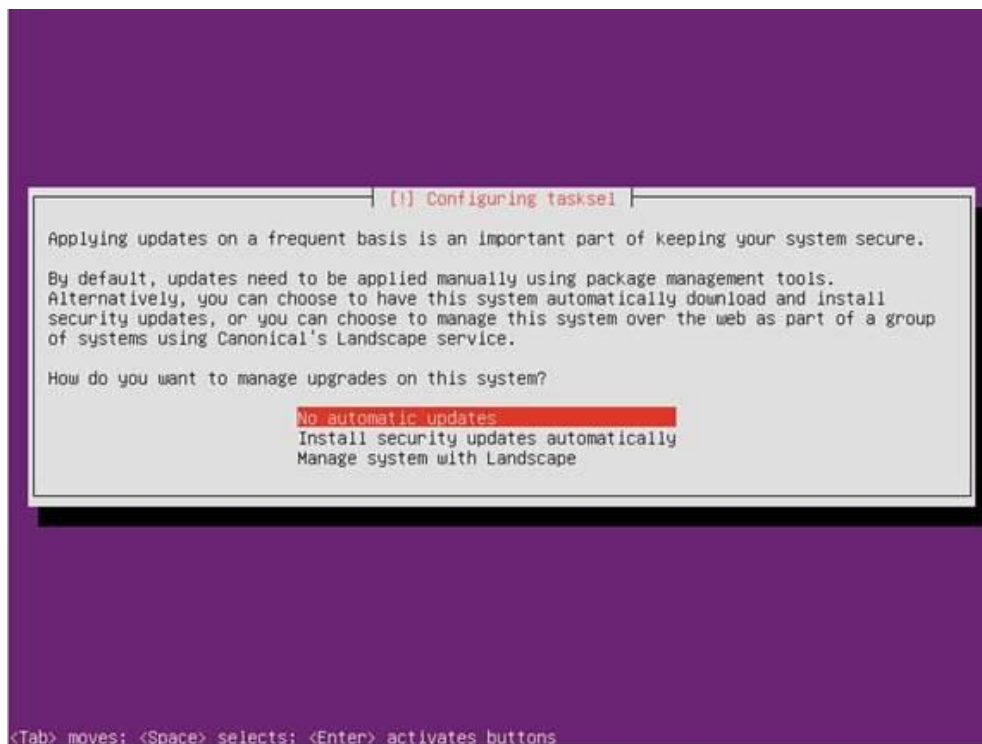 [!] Configuring tasksel
Applying updates on a frequent basis is an important part of keeping your system secure.
By default, updates need to be applied manually using package management tools.
Alternatively, you can choose to have this system automatically download and install
security updates, or you can choose to manage this system over the web as part of a group
of systems using Canonical's Landscape service.
How do you want to manage upgrades on this system?
No automatic updates
Install security updates automatically
Manage system with Landscape
<Tab> moves; <Space> selects; <Enter> activates buttons